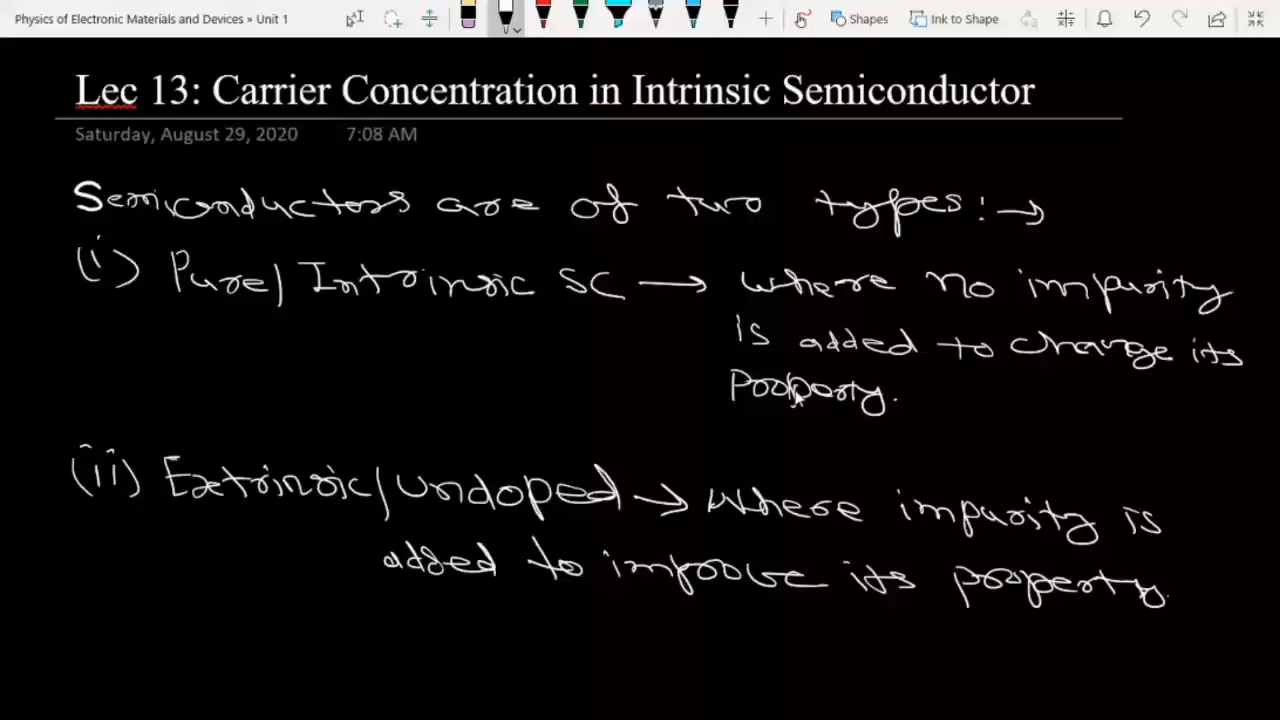 Physics of Electronic Materials and Devices » Unit 1
Shapes
Ink to Shape
Lec 13: Carrier Concentration in Intrinsic Semiconductor
Saturday, August 29, 2020 7:08 AM
Semiconductors are of two types:→
(i) Pure/Intrinsic SC → where no impurity
is added to change its
Property.
(ii) Extrinsic/undoped → where impurity is
added to improve its property.